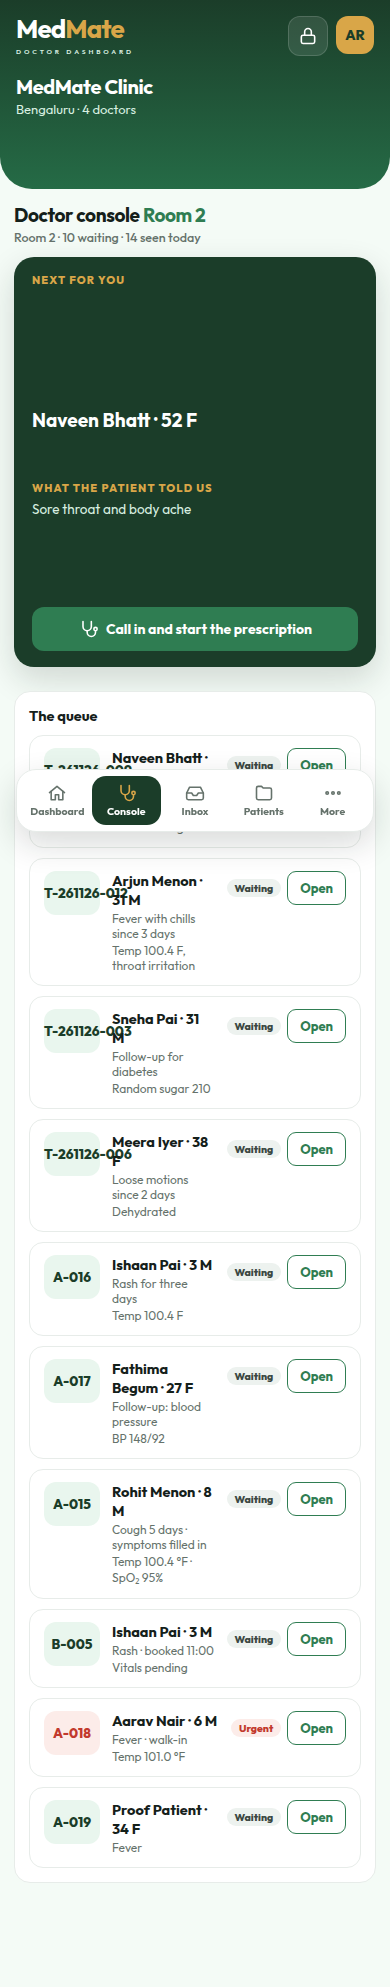 MedMate
DOCTOR DASHBOARD
AR
MedMate Clinic
Bengaluru · 4 doctors
Doctor console Room 2
Room 2 · 10 waiting · 14 seen today
NEXT FOR YOU
Naveen Bhatt · 52 F
WHAT THE PATIENT TOLD US
Sore throat and body ache
Call in and start the prescription
The queue
Naveen Bhatt ·
Waiting
Open
Dashboard
Console
Inbox
Patients
More
T-261126-012
Arjun Menon ·
31 M
Fever with chills
since 3 days
Temp 100.4 F,
throat irritation
Waiting
Open
T-261126-003
Sneha Pai · 31
M
Follow-up for
diabetes
Random sugar 210
Waiting
Open
T-261126-006
Meera Iyer · 38
F
Loose motions
since 2 days
Dehydrated
Waiting
Open
A-016
Ishaan Pai · 3 M
Rash for three
days
Temp 100.4 F
Waiting
Open
A-017
Fathima
Begum · 27 F
Follow-up: blood
pressure
BP 148/92
Waiting
Open
A-015
Rohit Menon · 8
M
Cough 5 days ·
symptoms filled in
Temp 100.4 °F ·
SpO₂ 95%
Waiting
Open
B-005
Ishaan Pai · 3 M
Rash · booked 11:00
Vitals pending
Waiting
Open
A-018
Aarav Nair · 6 M
Fever · walk-in
Temp 101.0 °F
Urgent
Open
A-019
Proof Patient ·
34 F
Fever
Waiting
Open